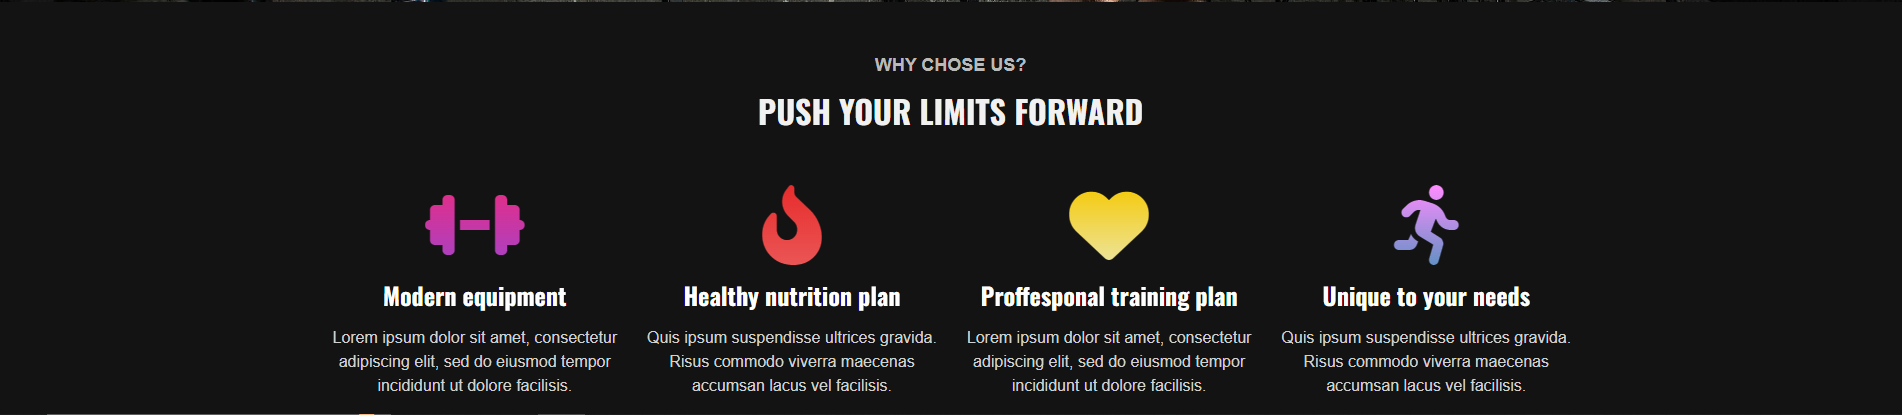 WHY CHOSE US?
PUSH YOUR LIMITS FORWARD
Modern equipment
Lorem ipsum dolor sit amet, consectetur
adipiscing elit, sed do eiusmod tempor
incididunt ut dolore facilisis.
Healthy nutrition plan
Quis ipsum suspendisse ultrices gravida.
Risus commodo viverra maecenas
accumsan lacus vel facilisis.
Proffesponal training plan
Lorem ipsum dolor sit amet, consectetur
adipiscing elit, sed do eiusmod tempor
incididunt ut dolore facilisis.
Unique to your needs
Quis ipsum suspendisse ultrices gravida.
Risus commodo viverra maecenas
accumsan lacus vel facilisis.